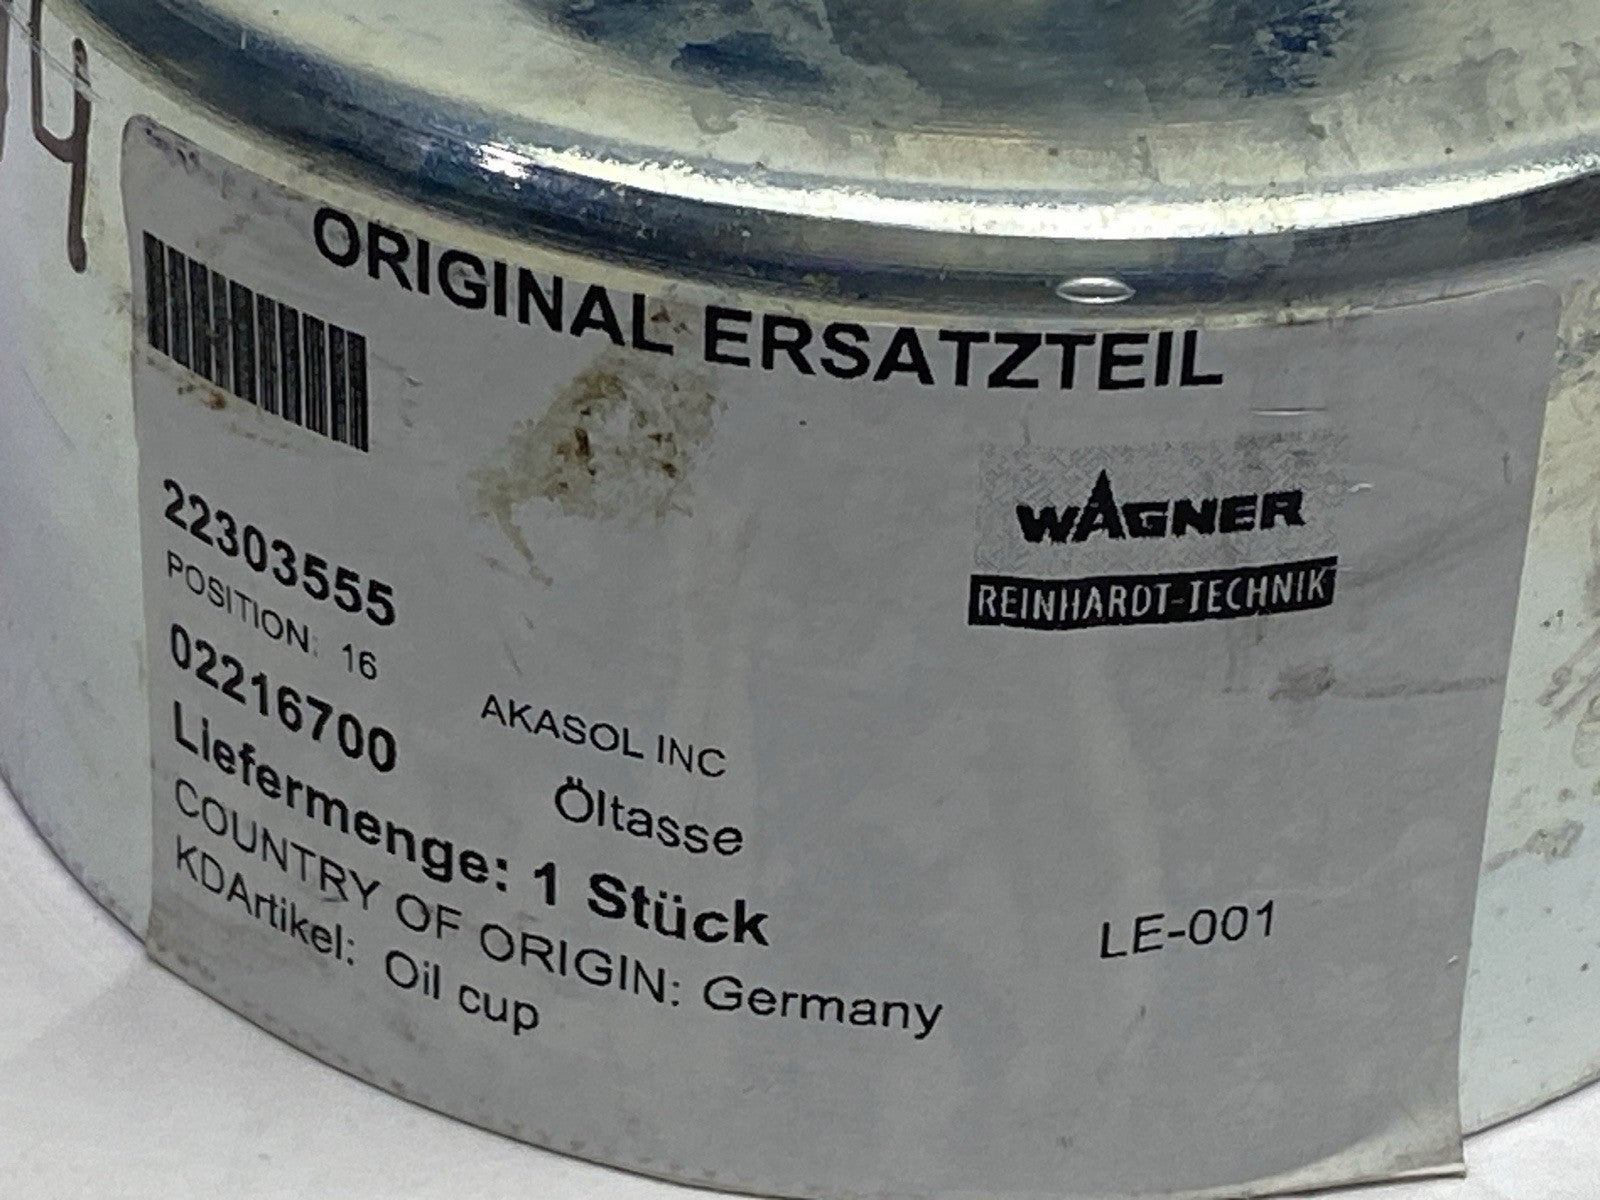 ORIGINAL ERSATZTEIL
WAGNER
REINHARDT-TECHNIK
22303555
POSITION: 16
AKASOL INC
02216700
Öltasse
Liefermenge: 1 Stück
COUNTRY OF ORIGIN: Germany
KDArtikel: Oil cup
LE-001